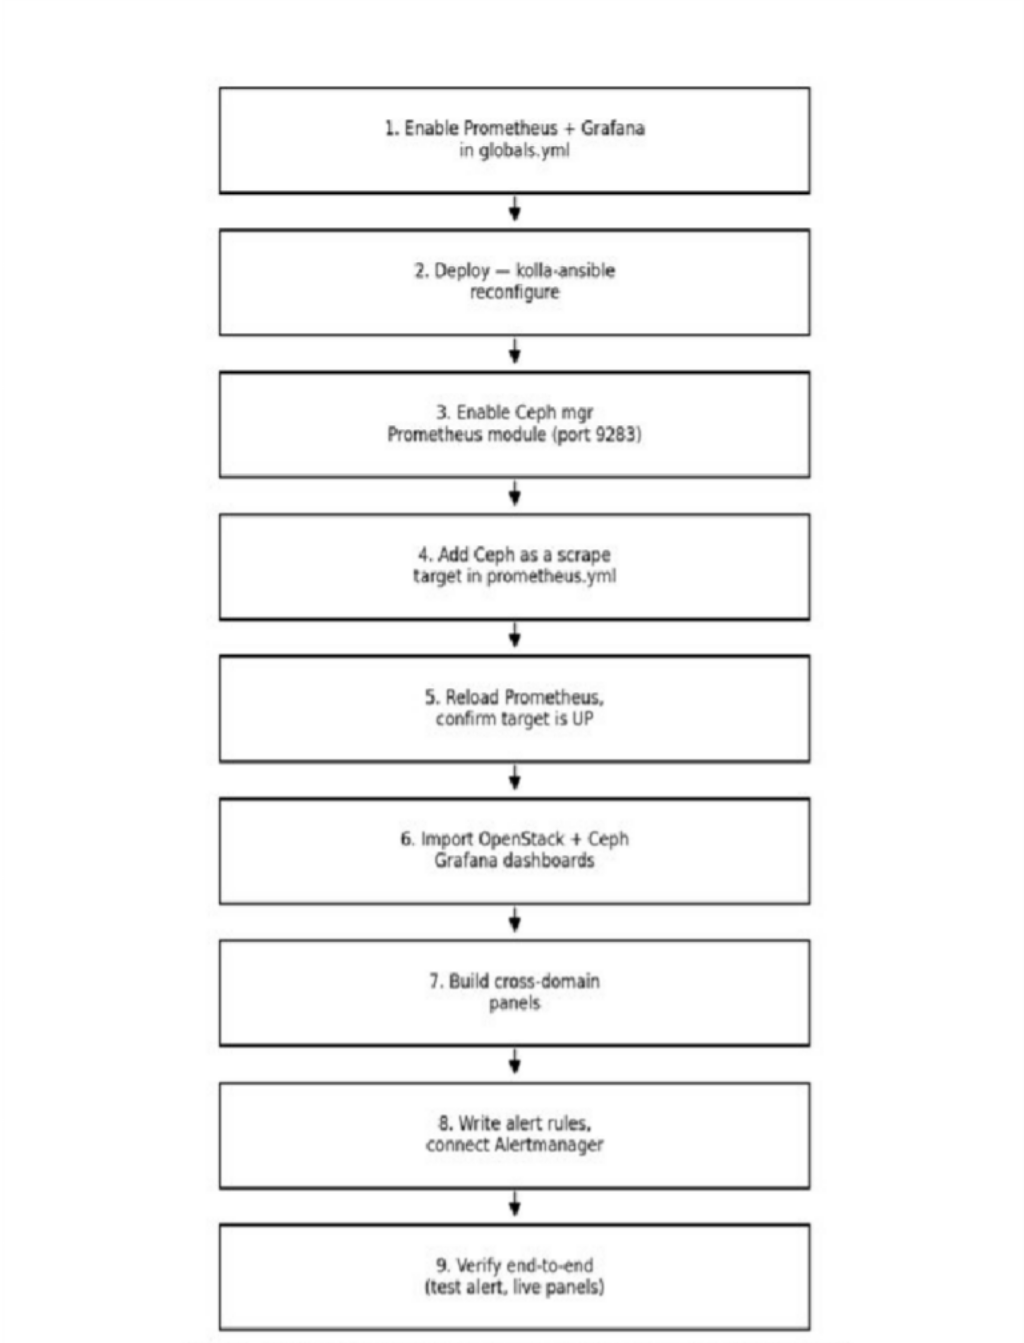 1. Enable Prometheus + Grafana
in globals.yml
2. Deploy — kolla-ansible
reconfigure
3. Enable Ceph mgr
Prometheus module (port 9283)
4. Add Ceph as a scrape
target in prometheus.yml
5. Reload Prometheus,
confirm target is UP
6. Import OpenStack + Ceph
Grafana dashboards
7. Build cross-domain
panels
8. Write alert rules,
connect Alertmanager
9. Verify end-to-end
(test alert, live panels)